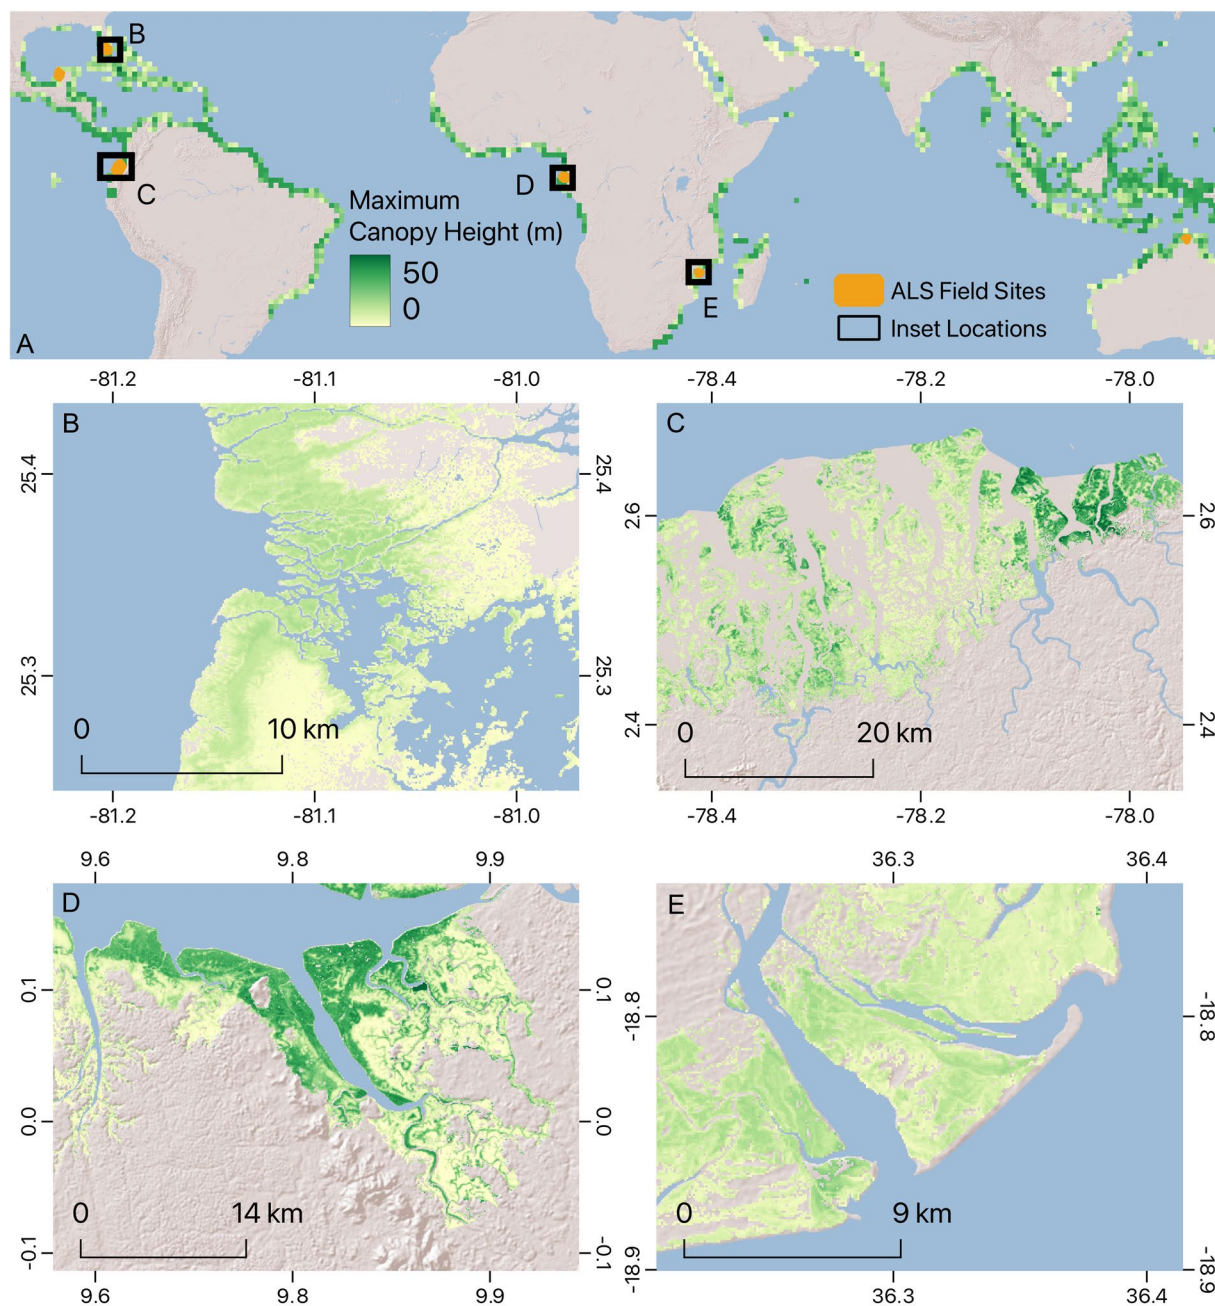 B
C
D
E
Maximum
Canopy Height (m)
50
0
ALS Field Sites
Inset Locations
A
-81.2 -81.1 -81.0 -78.4 -78.2 -78.0
B
C
25.4 25.4 2.6 2.6
25.3 25.3 2.4 2.4
0 10 km
0 20 km
-81.2 -81.1 -81.0 -78.4 -78.2 -78.0
9.6 9.8 9.9 36.3 36.4
D
E
0.1 0.1 -18.8 -18.8
0.0 0.0
0 14 km
0 9 km
-0.1 -0.1 -18.9 -18.9
9.6 9.8 9.9 36.3 36.4